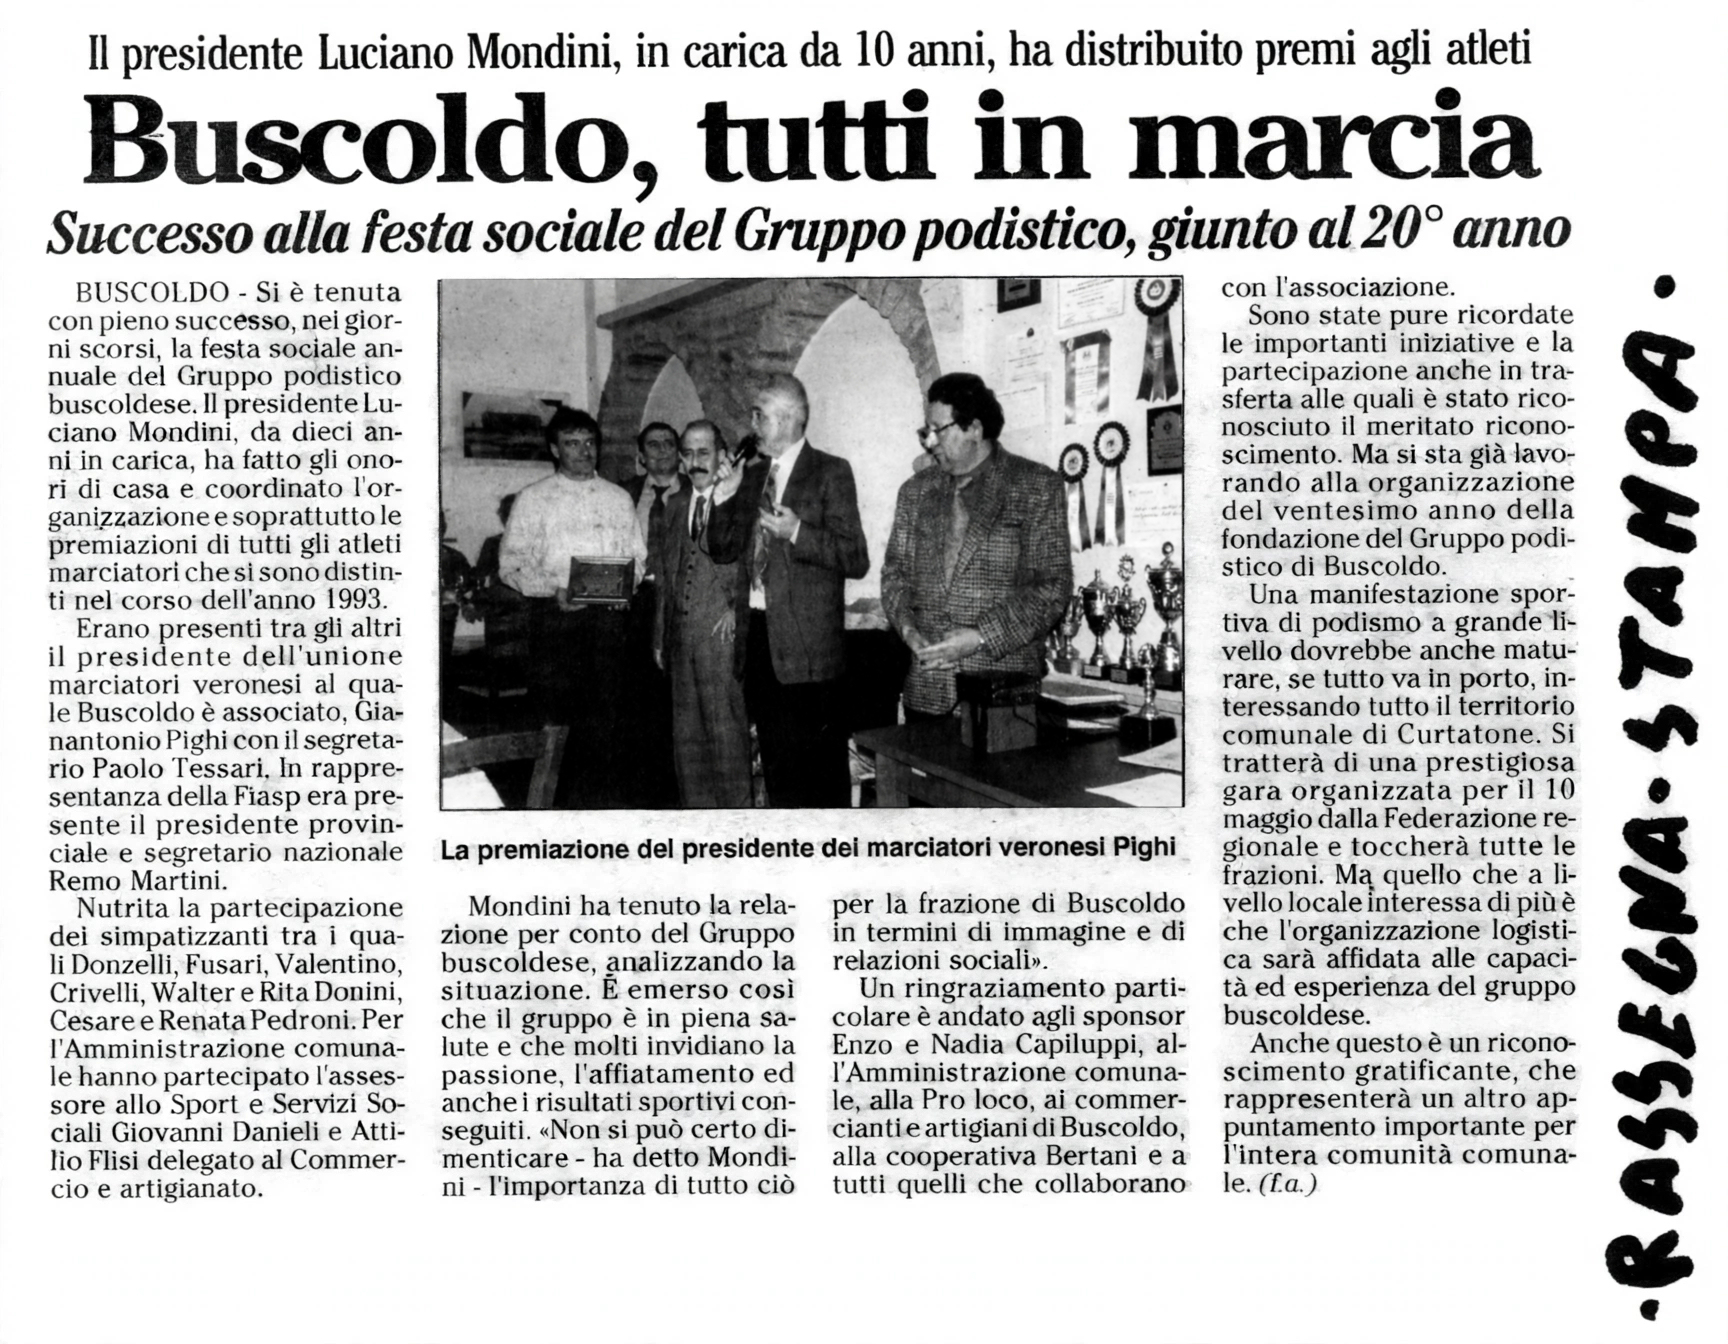 Il presidente Luciano Mondini, in carica da 10 anni, ha distribuito premi agli atleti
Buscoldo, tutti in marcia
Successo alla festa sociale del Gruppo podistico, giunto al 20° anno
BUSCOLDO - Si è tenuta
con pieno successo, nei gior-
ni scorsi, la festa sociale an-
nuale del Gruppo podistico
buscoldese. Il presidente Lu-
ciano Mondini, da dieci an-
ni in carica, ha fatto gli ono-
ri di casa e coordinato l'or-
ganizzazione e soprattutto le
premiazioni di tutti gli atleti
marciatori che si sono distin-
ti nel corso dell'anno 1993.
Erano presenti tra gli altri
il presidente dell'unione
marciatori veronesi al qua-
le Buscoldo è associato, Gia-
nantonio Pighi con il segreta-
rio Paolo Tessari. In rappre-
sentanza della Fiasp era pre-
sente il presidente provin-
ciale e segretario nazionale
Remo Martini.
Nutrita la partecipazione
dei simpatizzanti tra i qua-
li Donzelli, Fusari, Valentino,
Crivelli, Walter e Rita Donini,
Cesare e Renata Pedroni. Per
l'Amministrazione comuna-
le hanno partecipato l'asses-
sore allo Sport e Servizi So-
ciali Giovanni Danieli e Atti-
lio Flisi delegato al Commer-
cio e artigianato.
La premiazione del presidente dei marciatori veronesi Pighi
Mondini ha tenuto la rela-
zione per conto del Gruppo
buscoldese, analizzando la
situazione. È emerso così
che il gruppo è in piena sa-
lute e che molti invidiano la
passione, l'affiatamento ed
anche i risultati sportivi con-
seguiti. «Non si può certo di-
menticare - ha detto Mondi-
ni - l'importanza di tutto ciò
per la frazione di Buscoldo
in termini di immagine e di
relazioni sociali».
Un ringraziamento parti-
colare è andato agli sponsor
Enzo e Nadia Capiluppi, al-
l'Amministrazione comuna-
le, alla Pro loco, ai commer-
cianti e artigiani di Buscoldo,
alla cooperativa Bertani e a
tutti quelli che collaborano
con l'associazione.
Sono state pure ricordate
le importanti iniziative e la
partecipazione anche in tra-
sferta alle quali è stato rico-
nosciuto il meritato ricono-
scimento. Ma si sta già lavo-
rando alla organizzazione
del ventesimo anno della
fondazione del Gruppo podi-
stico di Buscoldo.
Una manifestazione spor-
tiva di podismo a grande li-
vello dovrebbe anche matu-
rare, se tutto va in porto, in-
teressando tutto il territorio
comunale di Curtatone. Si
tratterà di una prestigiosa
gara organizzata per il 10
maggio dalla Federazione re-
gionale e toccherà tutte le
frazioni. Ma quello che a li-
vello locale interessa di più è
che l'organizzazione logisti-
ca sarà affidata alle capaci-
tà ed esperienza del gruppo
buscoldese.
Anche questo è un ricono-
scimento gratificante, che
rappresenterà un altro ap-
puntamento importante per
l'intera comunità comuna-
le. (f.a.)
• RASSEGNA • STAMPA •